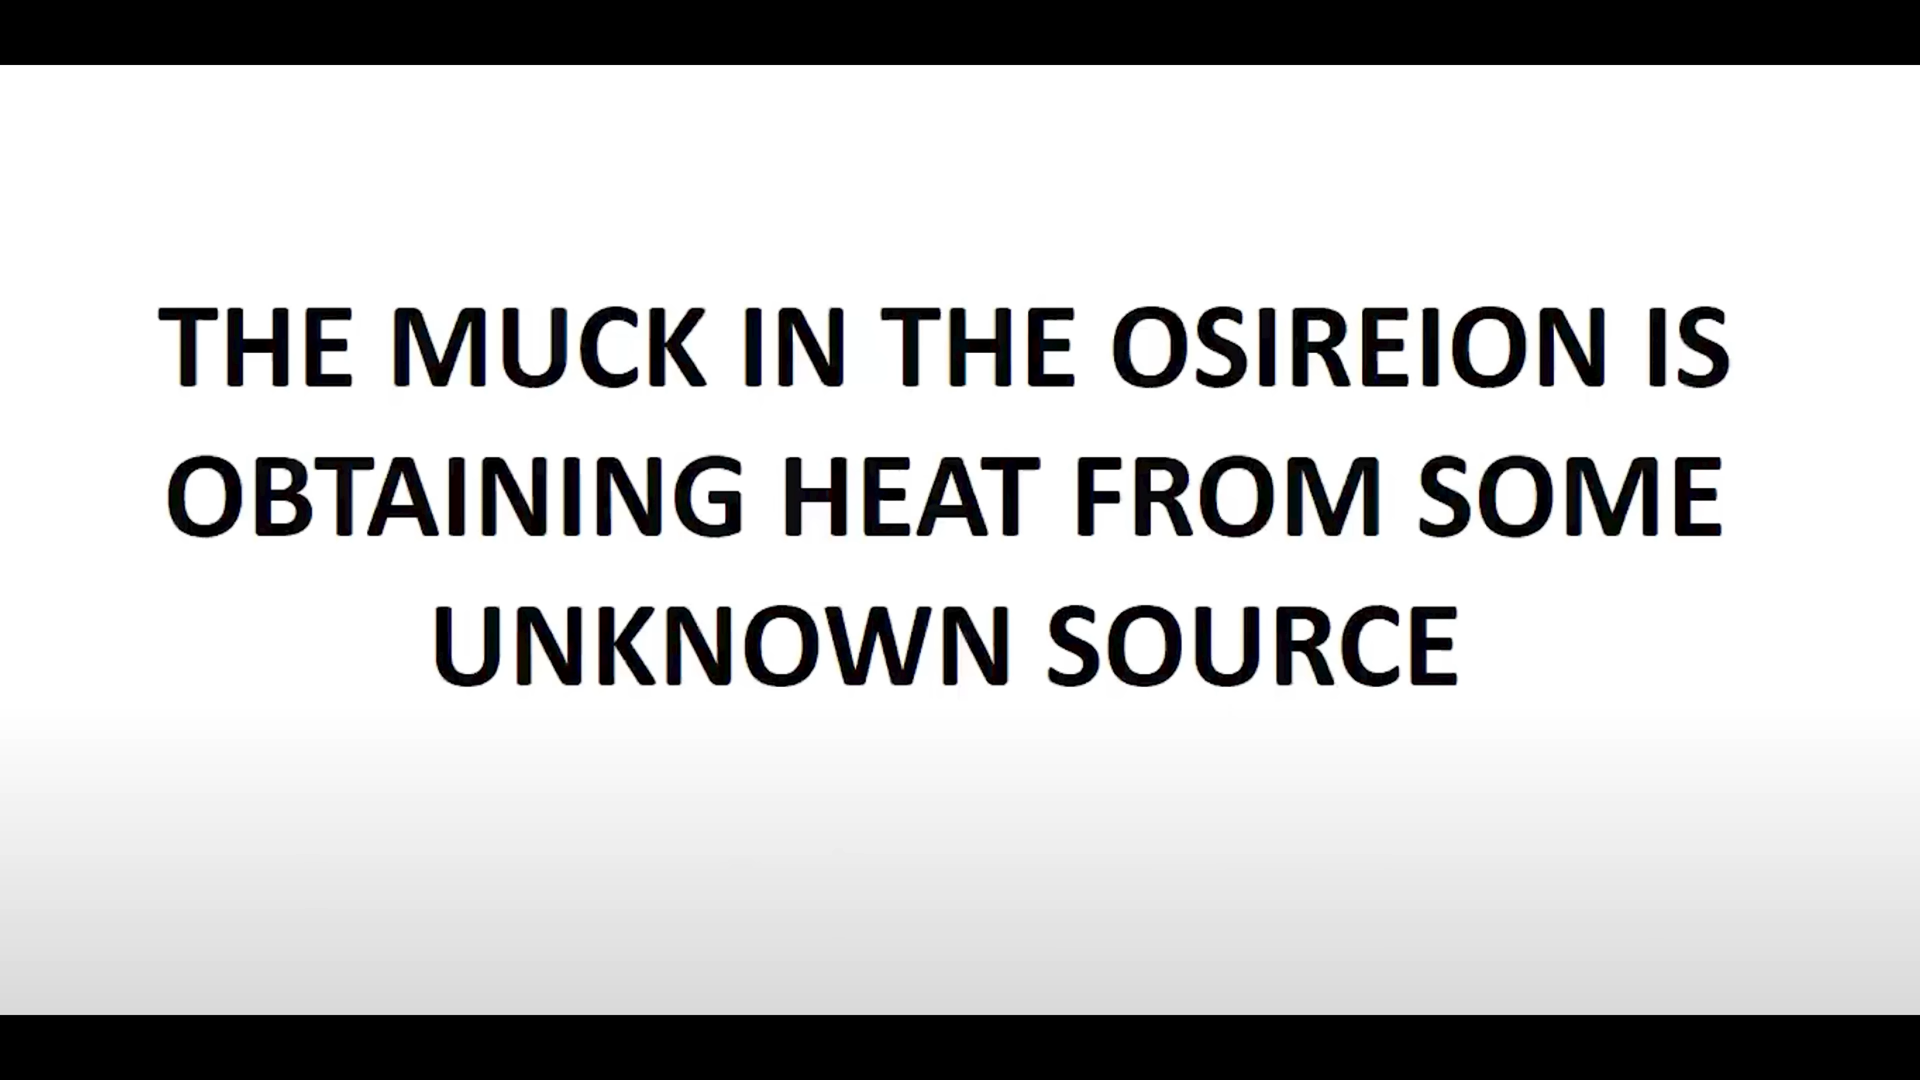 THE MUCK IN THE OSIREION IS
OBTAINING HEAT FROM SOME
UNKNOWN SOURCE